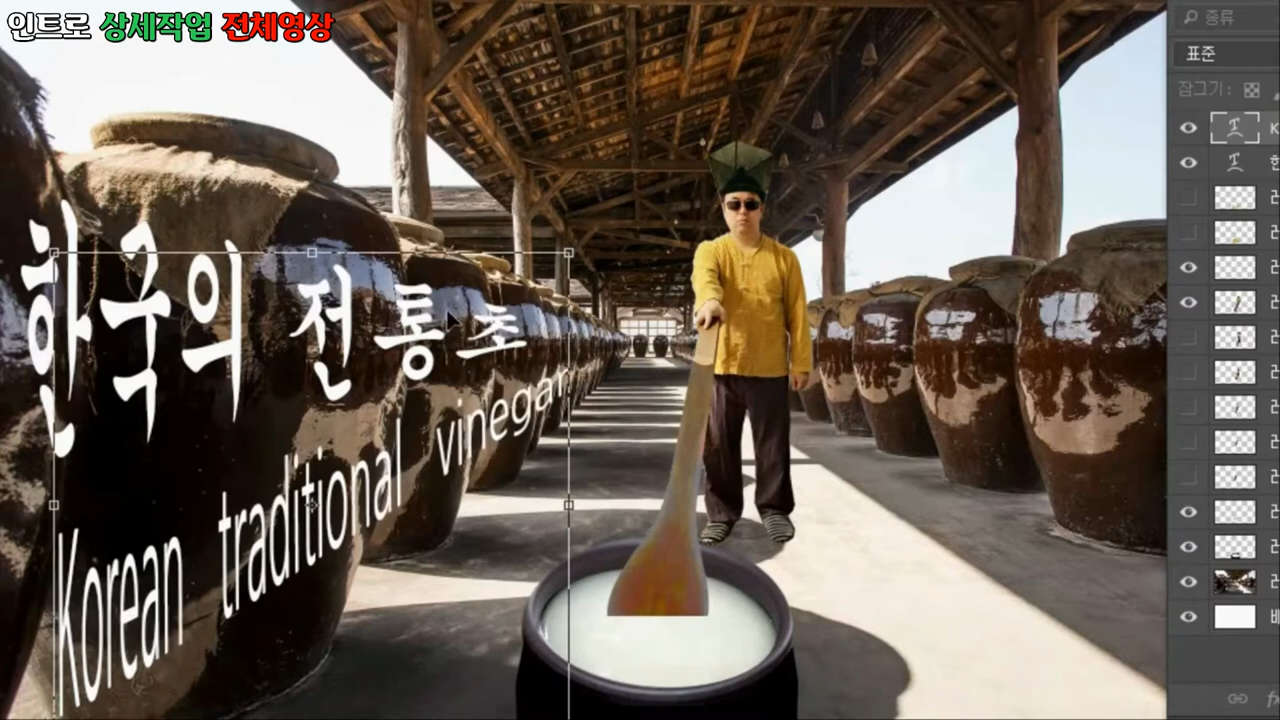 인트로 상세작업 전체영상
종류
표준
잠그기:
한국의 전통초
Korean traditional vinegar